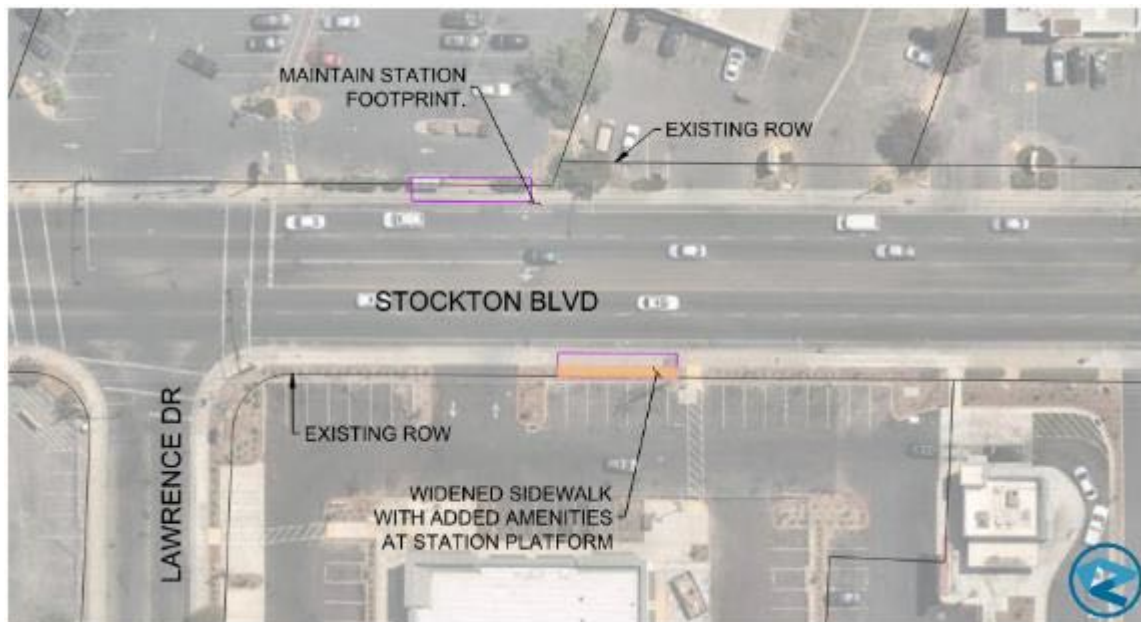 MAINTAIN STATION
FOOTPRINT.
EXISTING ROW
STOCKTON BLVD
EXISTING ROW
LAWRENCE DR
WIDENED SIDEWALK
WITH ADDED AMENITIES
AT STATION PLATFORM